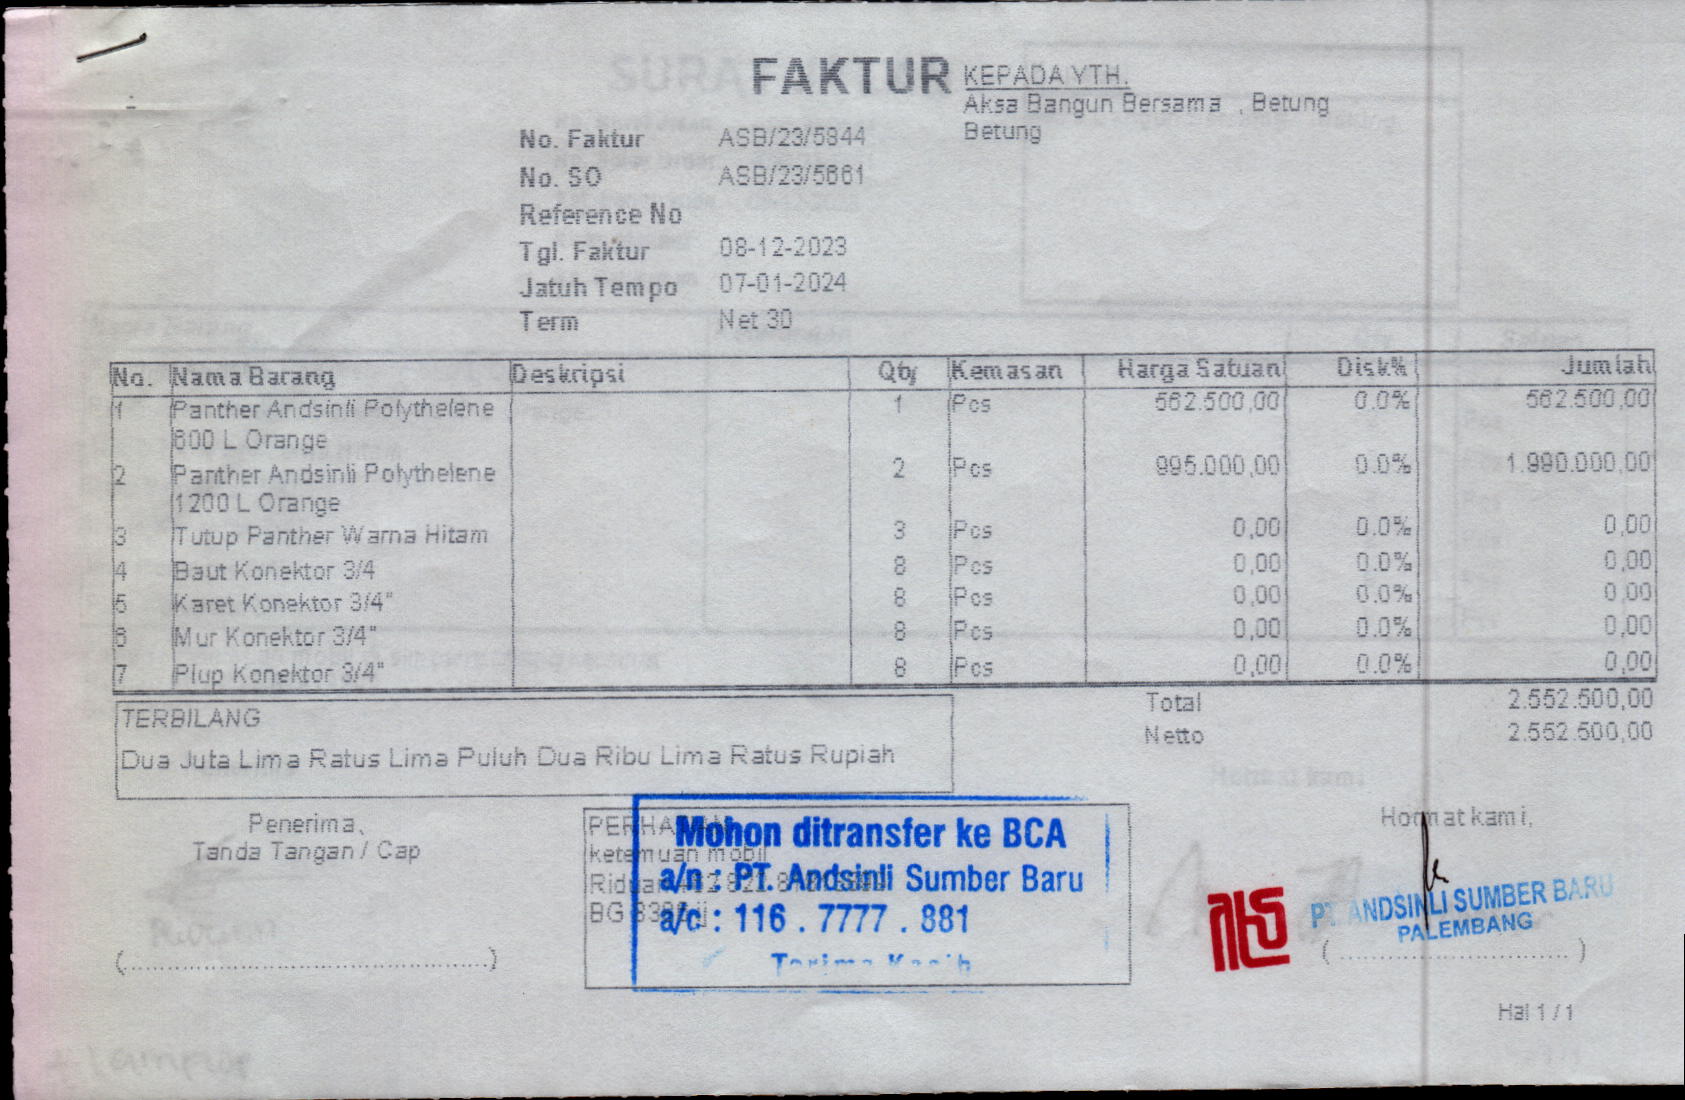 FAKTUR
KEPADA YTH.
Aksa Bangun Bersama , Betung
Betung
No. Faktur ASB/23/5844
No. SO ASB/23/5661
Reference No
Tgl. Faktur 08-12-2023
Jatuh Tempo 07-01-2024
Term Net 30
No. Nama Barang Deskripsi Qty Kemasan Harga Satuan Disk% Jumlah
1 Panther Andsinli Polythelene 1 Pcs 562.500,00 0.0% 562.500,00
600 L Orange
2 Panther Andsinli Polythelene 2 Pcs 995.000,00 0.0% 1.990.000,00
1200 L Orange
3 Tutup Panther Warna Hitam 3 Pcs 0,00 0.0% 0,00
4 Baut Konektor 3/4 8 Pcs 0,00 0.0% 0,00
5 Karet Konektor 3/4" 8 Pcs 0,00 0.0% 0,00
6 Mur Konektor 3/4" 8 Pcs 0,00 0.0% 0,00
7 Plup Konektor 3/4" 8 Pcs 0,00 0.0% 0,00
Total 2.552.500,00
Netto 2.552.500,00
TERBILANG
Dua Juta Lima Ratus Lima Puluh Dua Ribu Lima Ratus Rupiah
Penerima,
Tanda Tangan / Cap
(..............................................)
ketemuan mobil
BG
Mohon ditransfer ke BCA
a/n : PT. Andsinli Sumber Baru
a/c : 116 . 7777 . 881
Terima Kasih
Hormat kami,
PT. ANDSINLI SUMBER BARU
PALEMBANG
(..............................)
Hal 1 / 1